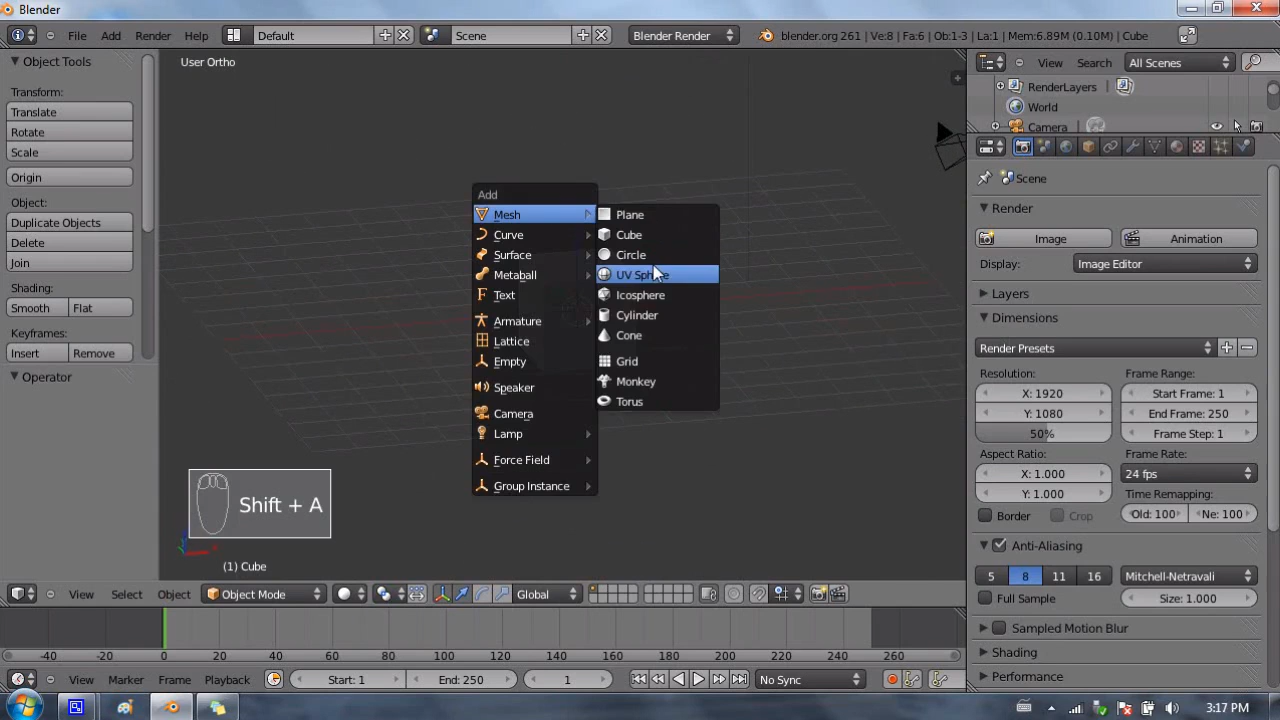 Blender
File Add Render Help Default Scene Blender Render blender.org 261 | Ve:8 | Fa:6 | Ob:1-3 | La:1 | Mem:6.89M (0.10M) | Cube
Object Tools
Transform:
Translate
Rotate
Scale
Origin
Object:
Duplicate Objects
Delete
Join
Shading:
Smooth Flat
Keyframes:
Insert Remove
Operator
User Ortho
Add
Mesh
Curve
Surface
Metaball
Text
Armature
Lattice
Empty
Speaker
Camera
Lamp
Force Field
Group Instance
Plane
Cube
Circle
UV Sphere
Icosphere
Cylinder
Cone
Grid
Monkey
Torus
Shift + A
(1) Cube
View Select Object Object Mode Global
View Search All Scenes
RenderLayers
World
Camera
Scene
Render
Image Animation
Display: Image Editor
Layers
Dimensions
Render Presets
Resolution: Frame Range:
X: 1920 Start Frame: 1
Y: 1080 End Frame: 250
50% Frame Step: 1
Aspect Ratio: Frame Rate:
X: 1.000 24 fps
Y: 1.000 Time Remapping:
Border Crop Old: 100 Ne: 100
Anti-Aliasing
5 8 11 16 Mitchell-Netravali
Full Sample Size: 1.000
Sampled Motion Blur
Shading
Performance
-40 -20 0 20 40 60 80 100 120 140 160 180 200 220 240 260
View Marker Frame Playback Start: 1 End: 250 1 No Sync
3:17 PM